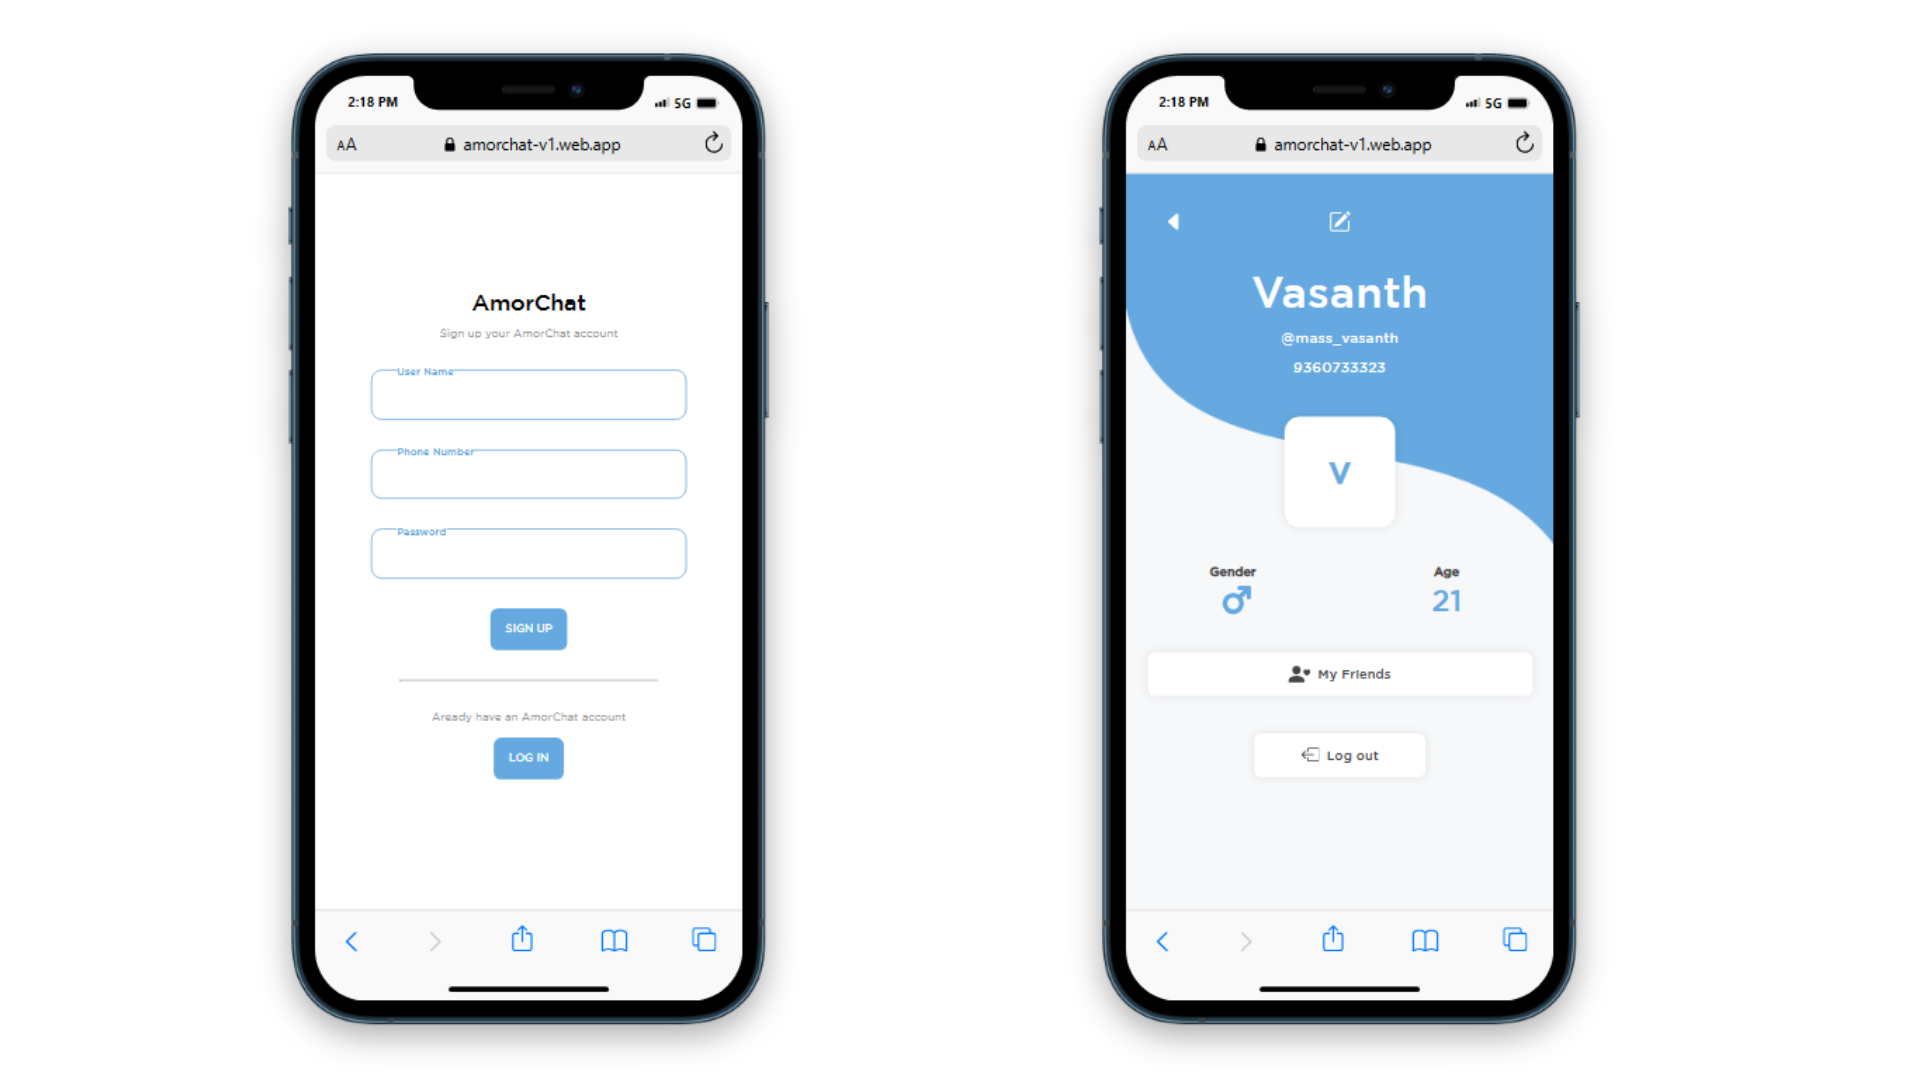 2:18 PM
5G
AA
amorchat-v1.web.app
AmorChat
Sign up your AmorChat account
User Name
Phone Number
Password
SIGN UP
Aready have an AmorChat account
LOG IN
2:18 PM
5G
AA
amorchat-v1.web.app
Vasanth
@mass_vasanth
9360733323
V
Gender
Age
21
My Friends
Log out